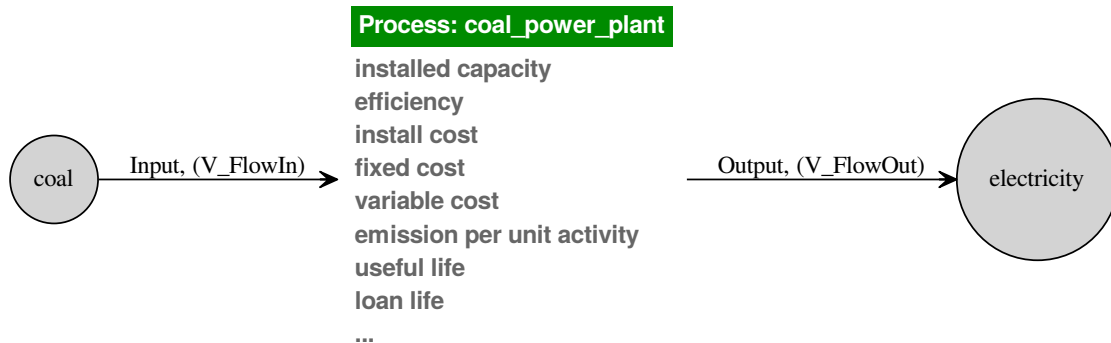 Process: coal_power_plant
installed capacity
efficiency
install cost
fixed cost
variable cost
emission per unit activity
useful life
loan life
...
coal
Input, (V_FlowIn)
Output, (V_FlowOut)
electricity